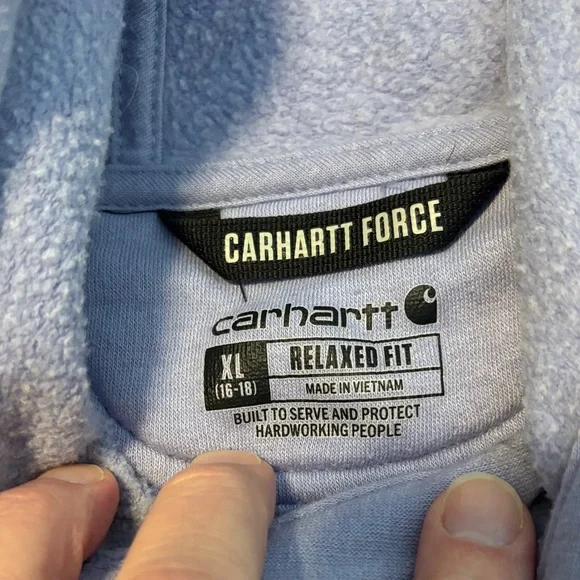 CARHARTT FORCE
carhartt
XL RELAXED FIT
(16-18) MADE IN VIETNAM
BUILT TO SERVE AND PROTECT
HARDWORKING PEOPLE